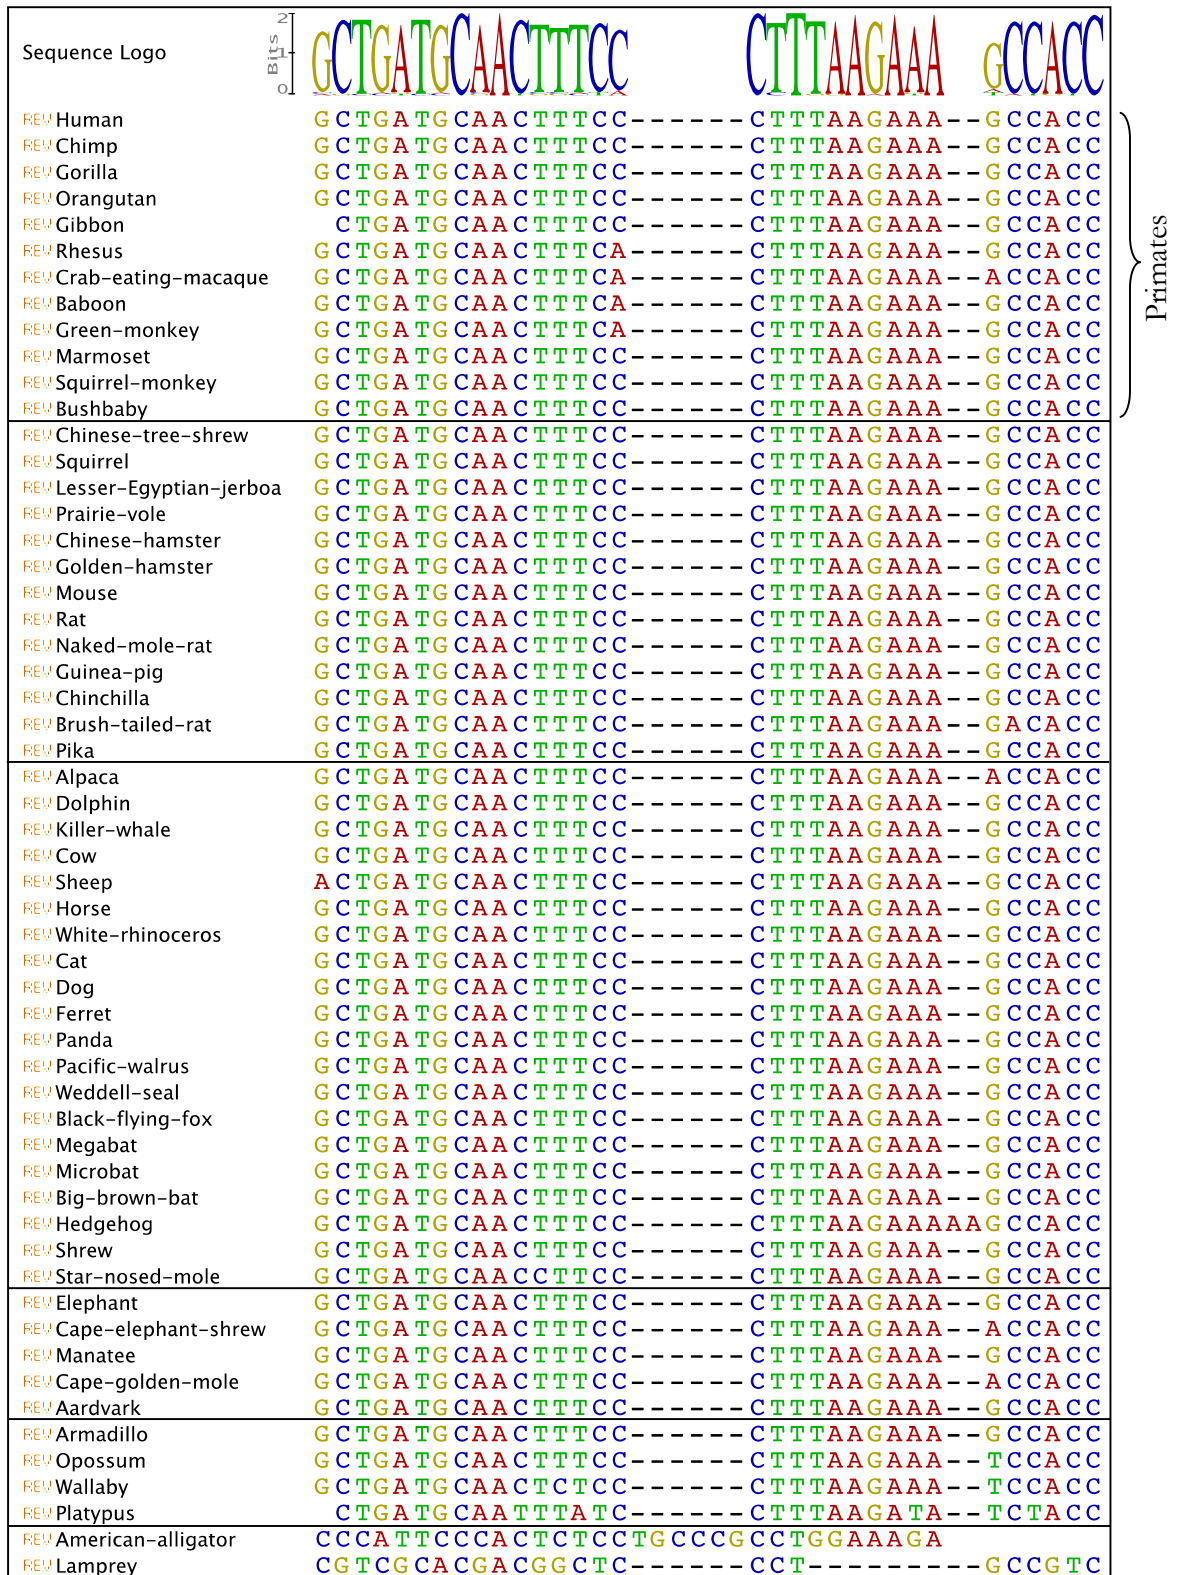 2
Bits
1
0
Sequence Logo GCTGATGCAACTTTCC CTTTAAGAAA GCCACC
REV Human GCTGATGCAACTTTCC------CTTTAAGAAA--GCCACC
REV Chimp GCTGATGCAACTTTCC------CTTTAAGAAA--GCCACC
REV Gorilla GCTGATGCAACTTTCC------CTTTAAGAAA--GCCACC
REV Orangutan GCTGATGCAACTTTCC------CTTTAAGAAA--GCCACC
REV Gibbon CTGATGCAACTTTCC------CTTTAAGAAA--GCCACC
REV Rhesus GCTGATGCAACTTTCA------CTTTAAGAAA--GCCACC
REV Crab-eating-macaque GCTGATGCAACTTTCA------CTTTAAGAAA--ACCACC
REV Baboon GCTGATGCAACTTTCA------CTTTAAGAAA--GCCACC
REV Green-monkey GCTGATGCAACTTTCA------CTTTAAGAAA--GCCACC
REV Marmoset GCTGATGCAACTTTCC------CTTTAAGAAA--GCCACC
REV Squirrel-monkey GCTGATGCAACTTTCC------CTTTAAGAAA--GCCACC
REV Bushbaby GCTGATGCAACTTTCC------CTTTAAGAAA--GCCACC
Primates
REV Chinese-tree-shrew GCTGATGCAACTTTCC------CTTTAAGAAA--GCCACC
REV Squirrel GCTGATGCAACTTTCC------CTTTAAGAAA--GCCACC
REV Lesser-Egyptian-jerboa GCTGATGCAACTTTCC------CTTTAAGAAA--GCCACC
REV Prairie-vole GCTGATGCAACTTTCC------CTTTAAGAAA--GCCACC
REV Chinese-hamster GCTGATGCAACTTTCC------CTTTAAGAAA--GCCACC
REV Golden-hamster GCTGATGCAACTTTCC------CTTTAAGAAA--GCCACC
REV Mouse GCTGATGCAACTTTCC------CTTTAAGAAA--GCCACC
REV Rat GCTGATGCAACTTTCC------CTTTAAGAAA--GCCACC
REV Naked-mole-rat GCTGATGCAACTTTCC------CTTTAAGAAA--GCCACC
REV Guinea-pig GCTGATGCAACTTTCC------CTTTAAGAAA--GCCACC
REV Chinchilla GCTGATGCAACTTTCC------CTTTAAGAAA--GCCACC
REV Brush-tailed-rat GCTGATGCAACTTTCC------CTTTAAGAAA--GACACC
REV Pika GCTGATGCAACTTTCC------CTTTAAGAAA--GCCACC
REV Alpaca GCTGATGCAACTTTCC------CTTTAAGAAA--ACCACC
REV Dolphin GCTGATGCAACTTTCC------CTTTAAGAAA--GCCACC
REV Killer-whale GCTGATGCAACTTTCC------CTTTAAGAAA--GCCACC
REV Cow GCTGATGCAACTTTCC------CTTTAAGAAA--GCCACC
REV Sheep ACTGATGCAACTTTCC------CTTTAAGAAA--GCCACC
REV Horse GCTGATGCAACTTTCC------CTTTAAGAAA--GCCACC
REV White-rhinoceros GCTGATGCAACTTTCC------CTTTAAGAAA--GCCACC
REV Cat GCTGATGCAACTTTCC------CTTTAAGAAA--GCCACC
REV Dog GCTGATGCAACTTTCC------CTTTAAGAAA--GCCACC
REV Ferret GCTGATGCAACTTTCC------CTTTAAGAAA--GCCACC
REV Panda GCTGATGCAACTTTCC------CTTTAAGAAA--GCCACC
REV Pacific-walrus GCTGATGCAACTTTCC------CTTTAAGAAA--GCCACC
REV Weddell-seal GCTGATGCAACTTTCC------CTTTAAGAAA--GCCACC
REV Black-flying-fox GCTGATGCAACTTTCC------CTTTAAGAAA--GCCACC
REV Megabat GCTGATGCAACTTTCC------CTTTAAGAAA--GCCACC
REV Microbat GCTGATGCAACTTTCC------CTTTAAGAAA--GCCACC
REV Big-brown-bat GCTGATGCAACTTTCC------CTTTAAGAAA--GCCACC
REV Hedgehog GCTGATGCAACTTTCC------CTTTAAGAAAAAGCCACC
REV Shrew GCTGATGCAACTTTCC------CTTTAAGAAA--GCCACC
REV Star-nosed-mole GCTGATGCAACCTTCC------CTTTAAGAAA--GCCACC
REV Elephant GCTGATGCAACTTTCC------CTTTAAGAAA--GCCACC
REV Cape-elephant-shrew GCTGATGCAACTTTCC------CTTTAAGAAA--ACCACC
REV Manatee GCTGATGCAACTTTCC------CTTTAAGAAA--GCCACC
REV Cape-golden-mole GCTGATGCAACTTTCC------CTTTAAGAAA--ACCACC
REV Aardvark GCTGATGCAACTTTCC------CTTTAAGAAA--GCCACC
REV Armadillo GCTGATGCAACTTTCC------CTTTAAGAAA--GCCACC
REV Opossum GCTGATGCAACTTTCC------CTTTAAGAAA--TCCACC
REV Wallaby GCTGATGCAACTCTCC------CTTTAAGAAA--TCCACC
REV Platypus CTGATGCAATTTATC------CTTTAAGATA--TCTACC
REV American-alligator CCCATTCCCACTCTCCTGCCCGCCTGGAAAGA
REV Lamprey CGTCGCACGACGGCTC------CCT---------GCCGTC